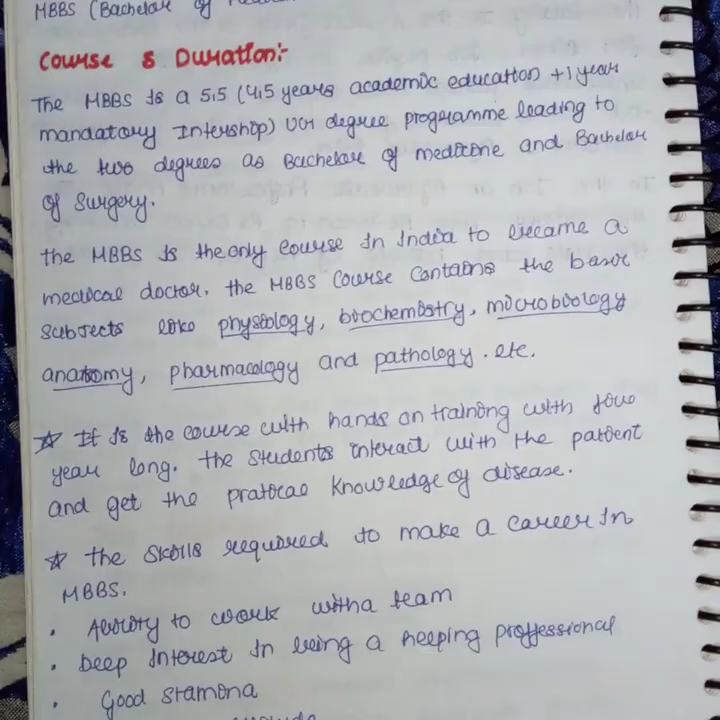 MBBS (Bachelor of
Course & Duration:-
The MBBS Is a 5.5 (4.5 years academic education +1 year
mandatory Intership) UG degree programme leading to
the two degrees as Bachelor of medicine and Bachelor
of Surgery.
the MBBS Is the only course In India to became a
medical doctor. the MBBS Course Contains the basic
Subjects like physiology, biochemistry, microbiology
anatomy, pharmacology and pathology. etc.
☆ It Is the course with hands on training with four
year long. the students interact with the patient
and get the pratical Knowledge of disease.
☆ the skills required to make a career In
MBBS.
• Ability to work with a team
• Deep Interest In being a helping proffessional
• Good Stamina